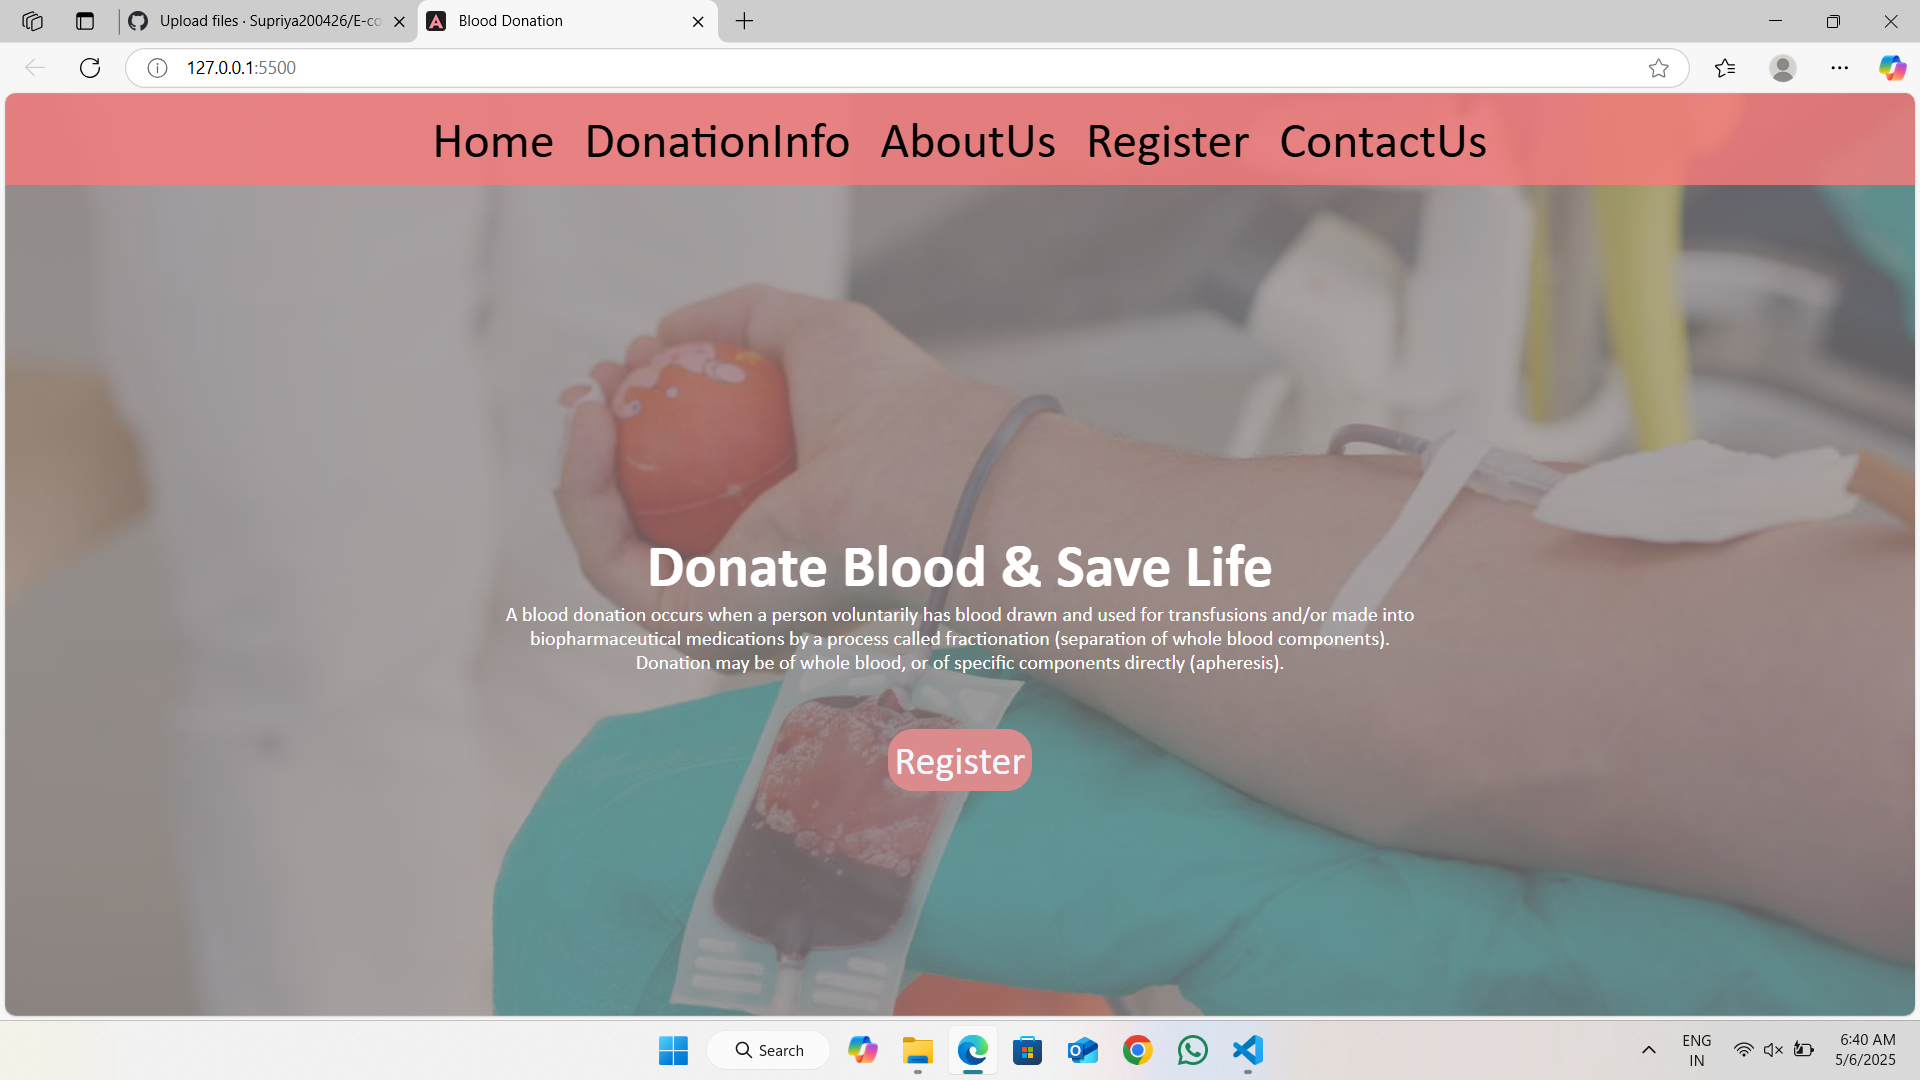 Upload files · Supriya200426/E-co
Blood Donation
127.0.0.1:5500
Home DonationInfo AboutUs Register ContactUs
Donate Blood & Save Life
A blood donation occurs when a person voluntarily has blood drawn and used for transfusions and/or made into
biopharmaceutical medications by a process called fractionation (separation of whole blood components).
Donation may be of whole blood, or of specific components directly (apheresis).
Register
Search
ENG
IN
6:40 AM
5/6/2025